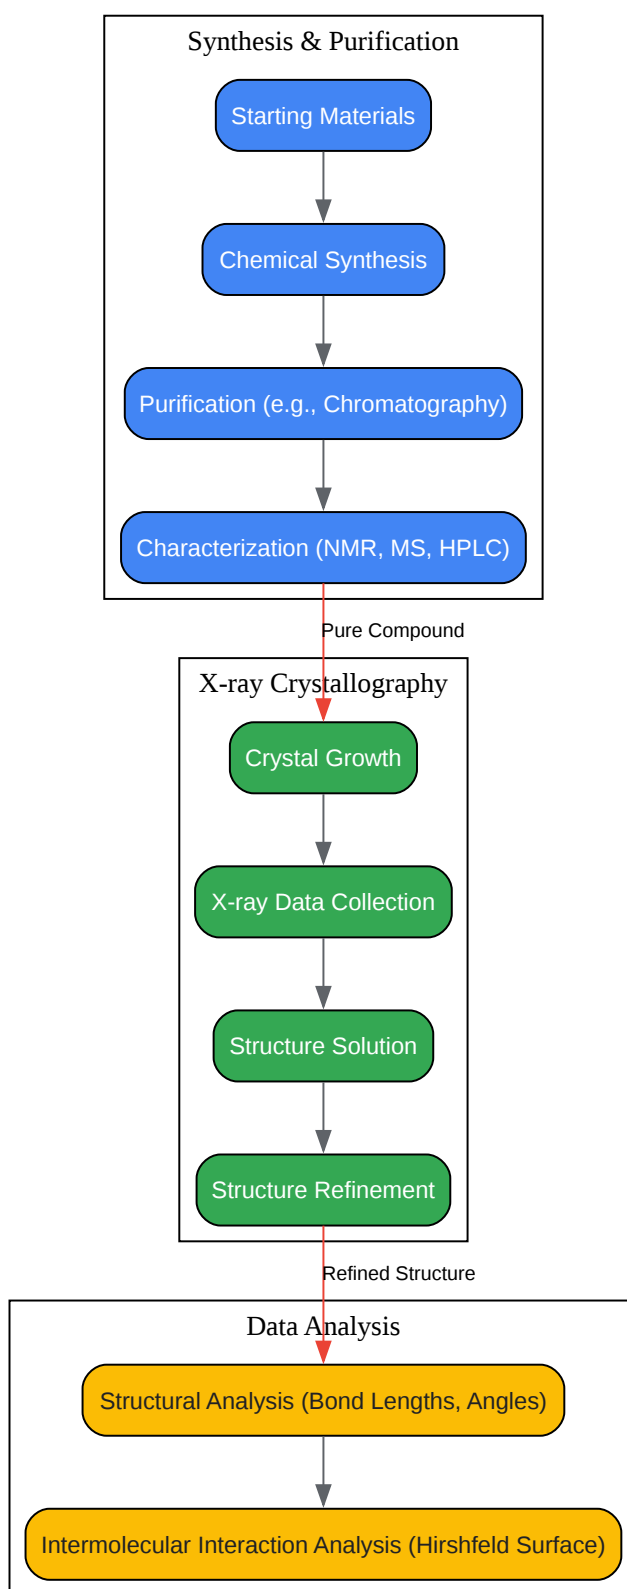 Synthesis & Purification
Starting Materials
Chemical Synthesis
Purification (e.g., Chromatography)
Characterization (NMR, MS, HPLC)
Pure Compound
X-ray Crystallography
Crystal Growth
X-ray Data Collection
Structure Solution
Structure Refinement
Refined Structure
Data Analysis
Structural Analysis (Bond Lengths, Angles)
Intermolecular Interaction Analysis (Hirshfeld Surface)